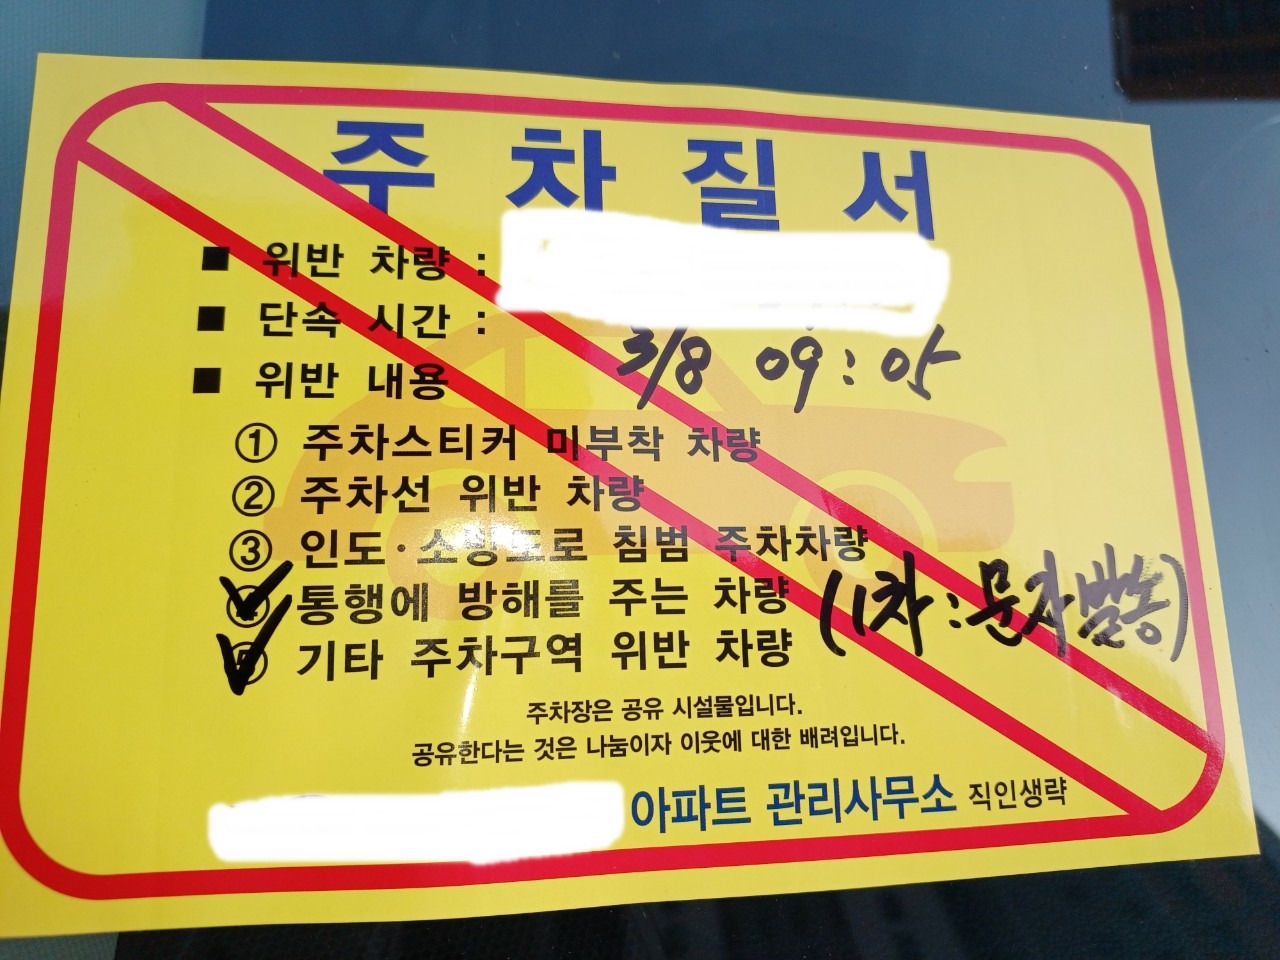 주차질서
■ 위반 차량 :
■ 단속 시간 : 3/8 09:05
■ 위반 내용
① 주차스티커 미부착 차량
② 주차선 위반 차량
③ 인도·소방도로 침범 주차차량
④ 통행에 방해를 주는 차량 (1차:문자발송)
⑤ 기타 주차구역 위반 차량
주차장은 공유 시설물입니다.
공유한다는 것은 나눔이자 이웃에 대한 배려입니다.
아파트 관리사무소 직인생략